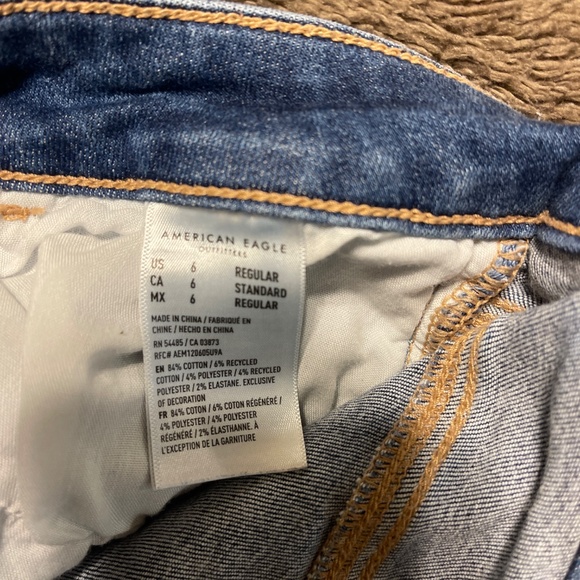 AMERICAN EAGLE
OUTFITTERS
US 6 REGULAR
CA 6 STANDARD
MX 6 REGULAR
MADE IN CHINA / FABRIQUÉ EN
CHINE / HECHO EN CHINA
RN 54485 / CA 03873
RFC# AEM120605U9A
EN 84% COTTON / 6% RECYCLED
COTTON / 4% POLYESTER / 4% RECYCLED
POLYESTER / 2% ELASTANE. EXCLUSIVE
OF DECORATION
FR 84% COTON / 6% COTON RÉGÉNÉRÉ /
4% POLYESTER / 4% POLYESTER
RÉGÉNÉRÉ / 2% ÉLASTHANNE. À
L'EXCEPTION DE LA GARNITURE